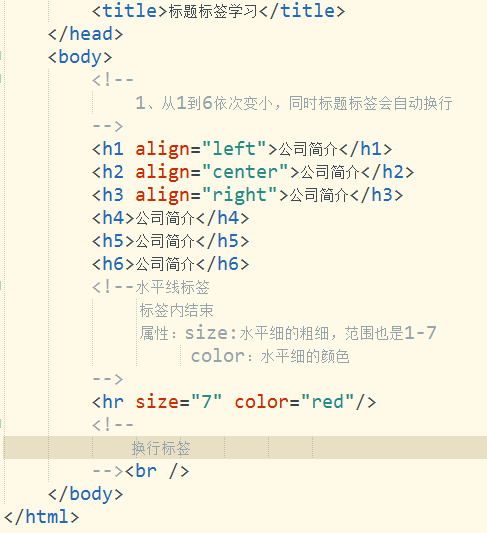 <title>标题标签学习</title>
</head>
<body>
<!--
1、从1到6依次变小，同时标题标签会自动换行
-->
<h1 align="left">公司简介</h1>
<h2 align="center">公司简介</h2>
<h3 align="right">公司简介</h3>
<h4>公司简介</h4>
<h5>公司简介</h5>
<h6>公司简介</h6>
<!--水平线标签
标签内结束
属性：size:水平细的粗细，范围也是1-7
color：水平细的颜色
-->
<hr size="7" color="red"/>
<!--
换行标签
--><br />
</body>
</html>